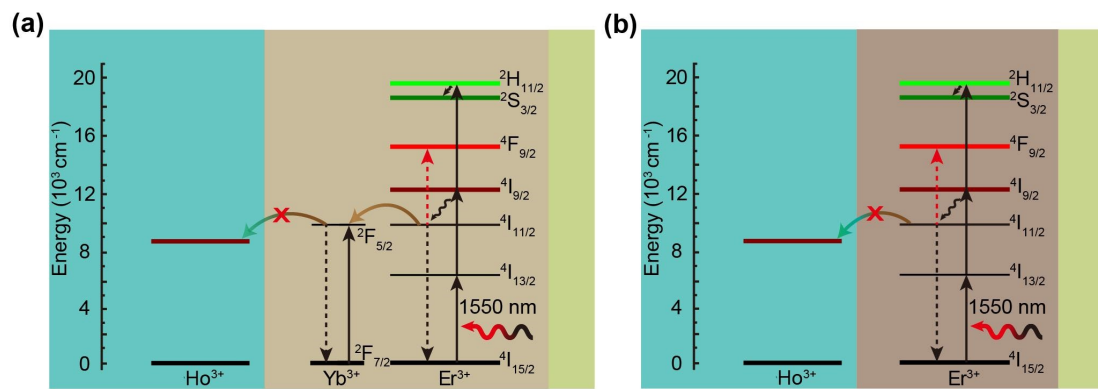 (a)
Energy (10³ cm⁻¹)
20
16
12
8
4
0
²H₁₁/₂
²S₃/₂
⁴F₉/₂
⁴I₉/₂
⁴I₁₁/₂
⁴I₁₃/₂
⁴I₁₅/₂
X
²F₅/₂
²F₇/₂
1550 nm
Ho³⁺
Yb³⁺
Er³⁺
(b)
Energy (10³ cm⁻¹)
20
16
12
8
4
0
²H₁₁/₂
²S₃/₂
⁴F₉/₂
⁴I₉/₂
⁴I₁₁/₂
⁴I₁₃/₂
⁴I₁₅/₂
X
1550 nm
Ho³⁺
Er³⁺